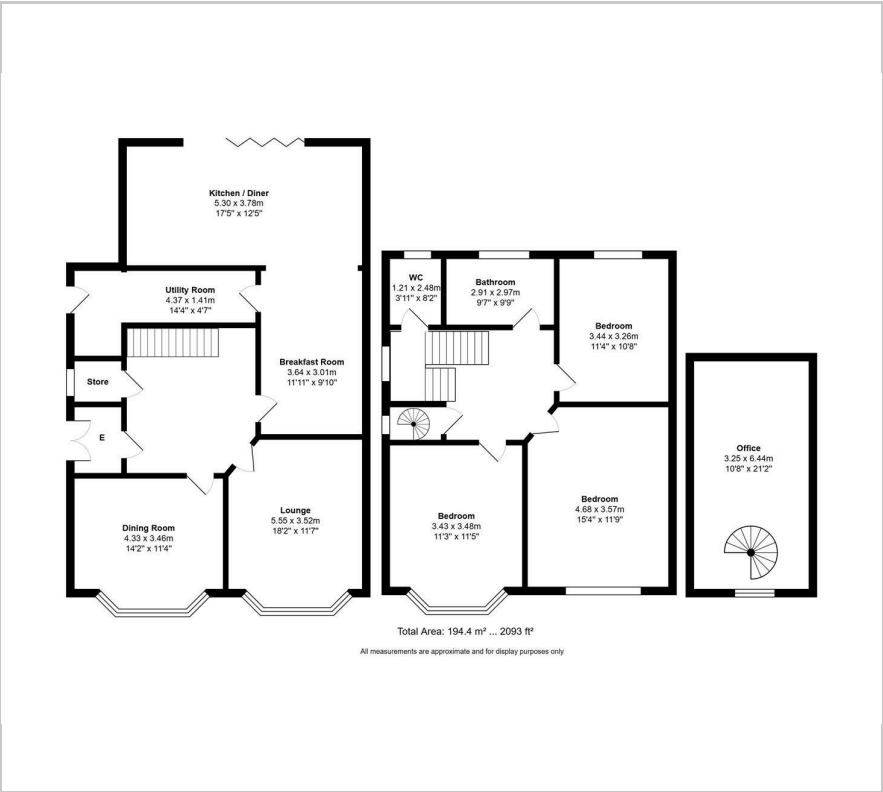 Kitchen / Diner
5.30 x 3.78m
17'5" x 12'5"
Utility Room
4.37 x 1.41m
14'4" x 4'7"
Breakfast Room
3.64 x 3.01m
11'11" x 9'10"
Store
E
Dining Room
4.33 x 3.46m
14'2" x 11'4"
Lounge
5.55 x 3.52m
18'2" x 11'7"
WC
1.21 x 2.48m
3'11" x 8'2"
Bathroom
2.91 x 2.97m
9'7" x 9'9"
Bedroom
3.44 x 3.26m
11'4" x 10'8"
Bedroom
3.43 x 3.48m
11'3" x 11'5"
Bedroom
4.68 x 3.57m
15'4" x 11'9"
Office
3.25 x 6.44m
10'8" x 21'2"
Total Area: 194.4 m² ... 2093 ft²
All measurements are approximate and for display purposes only